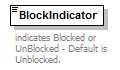 BlockIndicator
indicates Blocked or
UnBlocked - Default is
Unblocked.